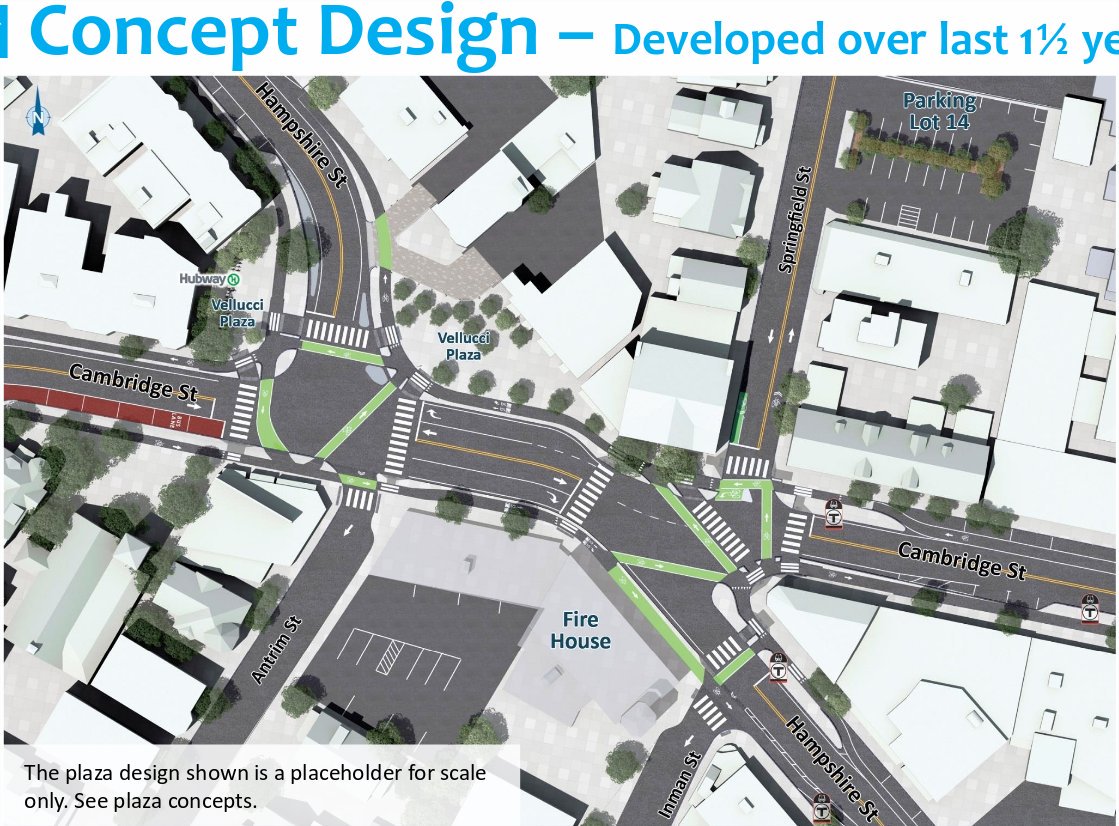 Concept Design – Developed over last 1½ ye
N
Hampshire St
Parking
Lot 14
Springfield St
Hubway
Vellucci
Plaza
Vellucci
Plaza
Cambridge St
BUS
LANE
T
Cambridge St
T
Fire
House
Antrim St
T
Hampshire St
Inman St
T
The plaza design shown is a placeholder for scale
only. See plaza concepts.